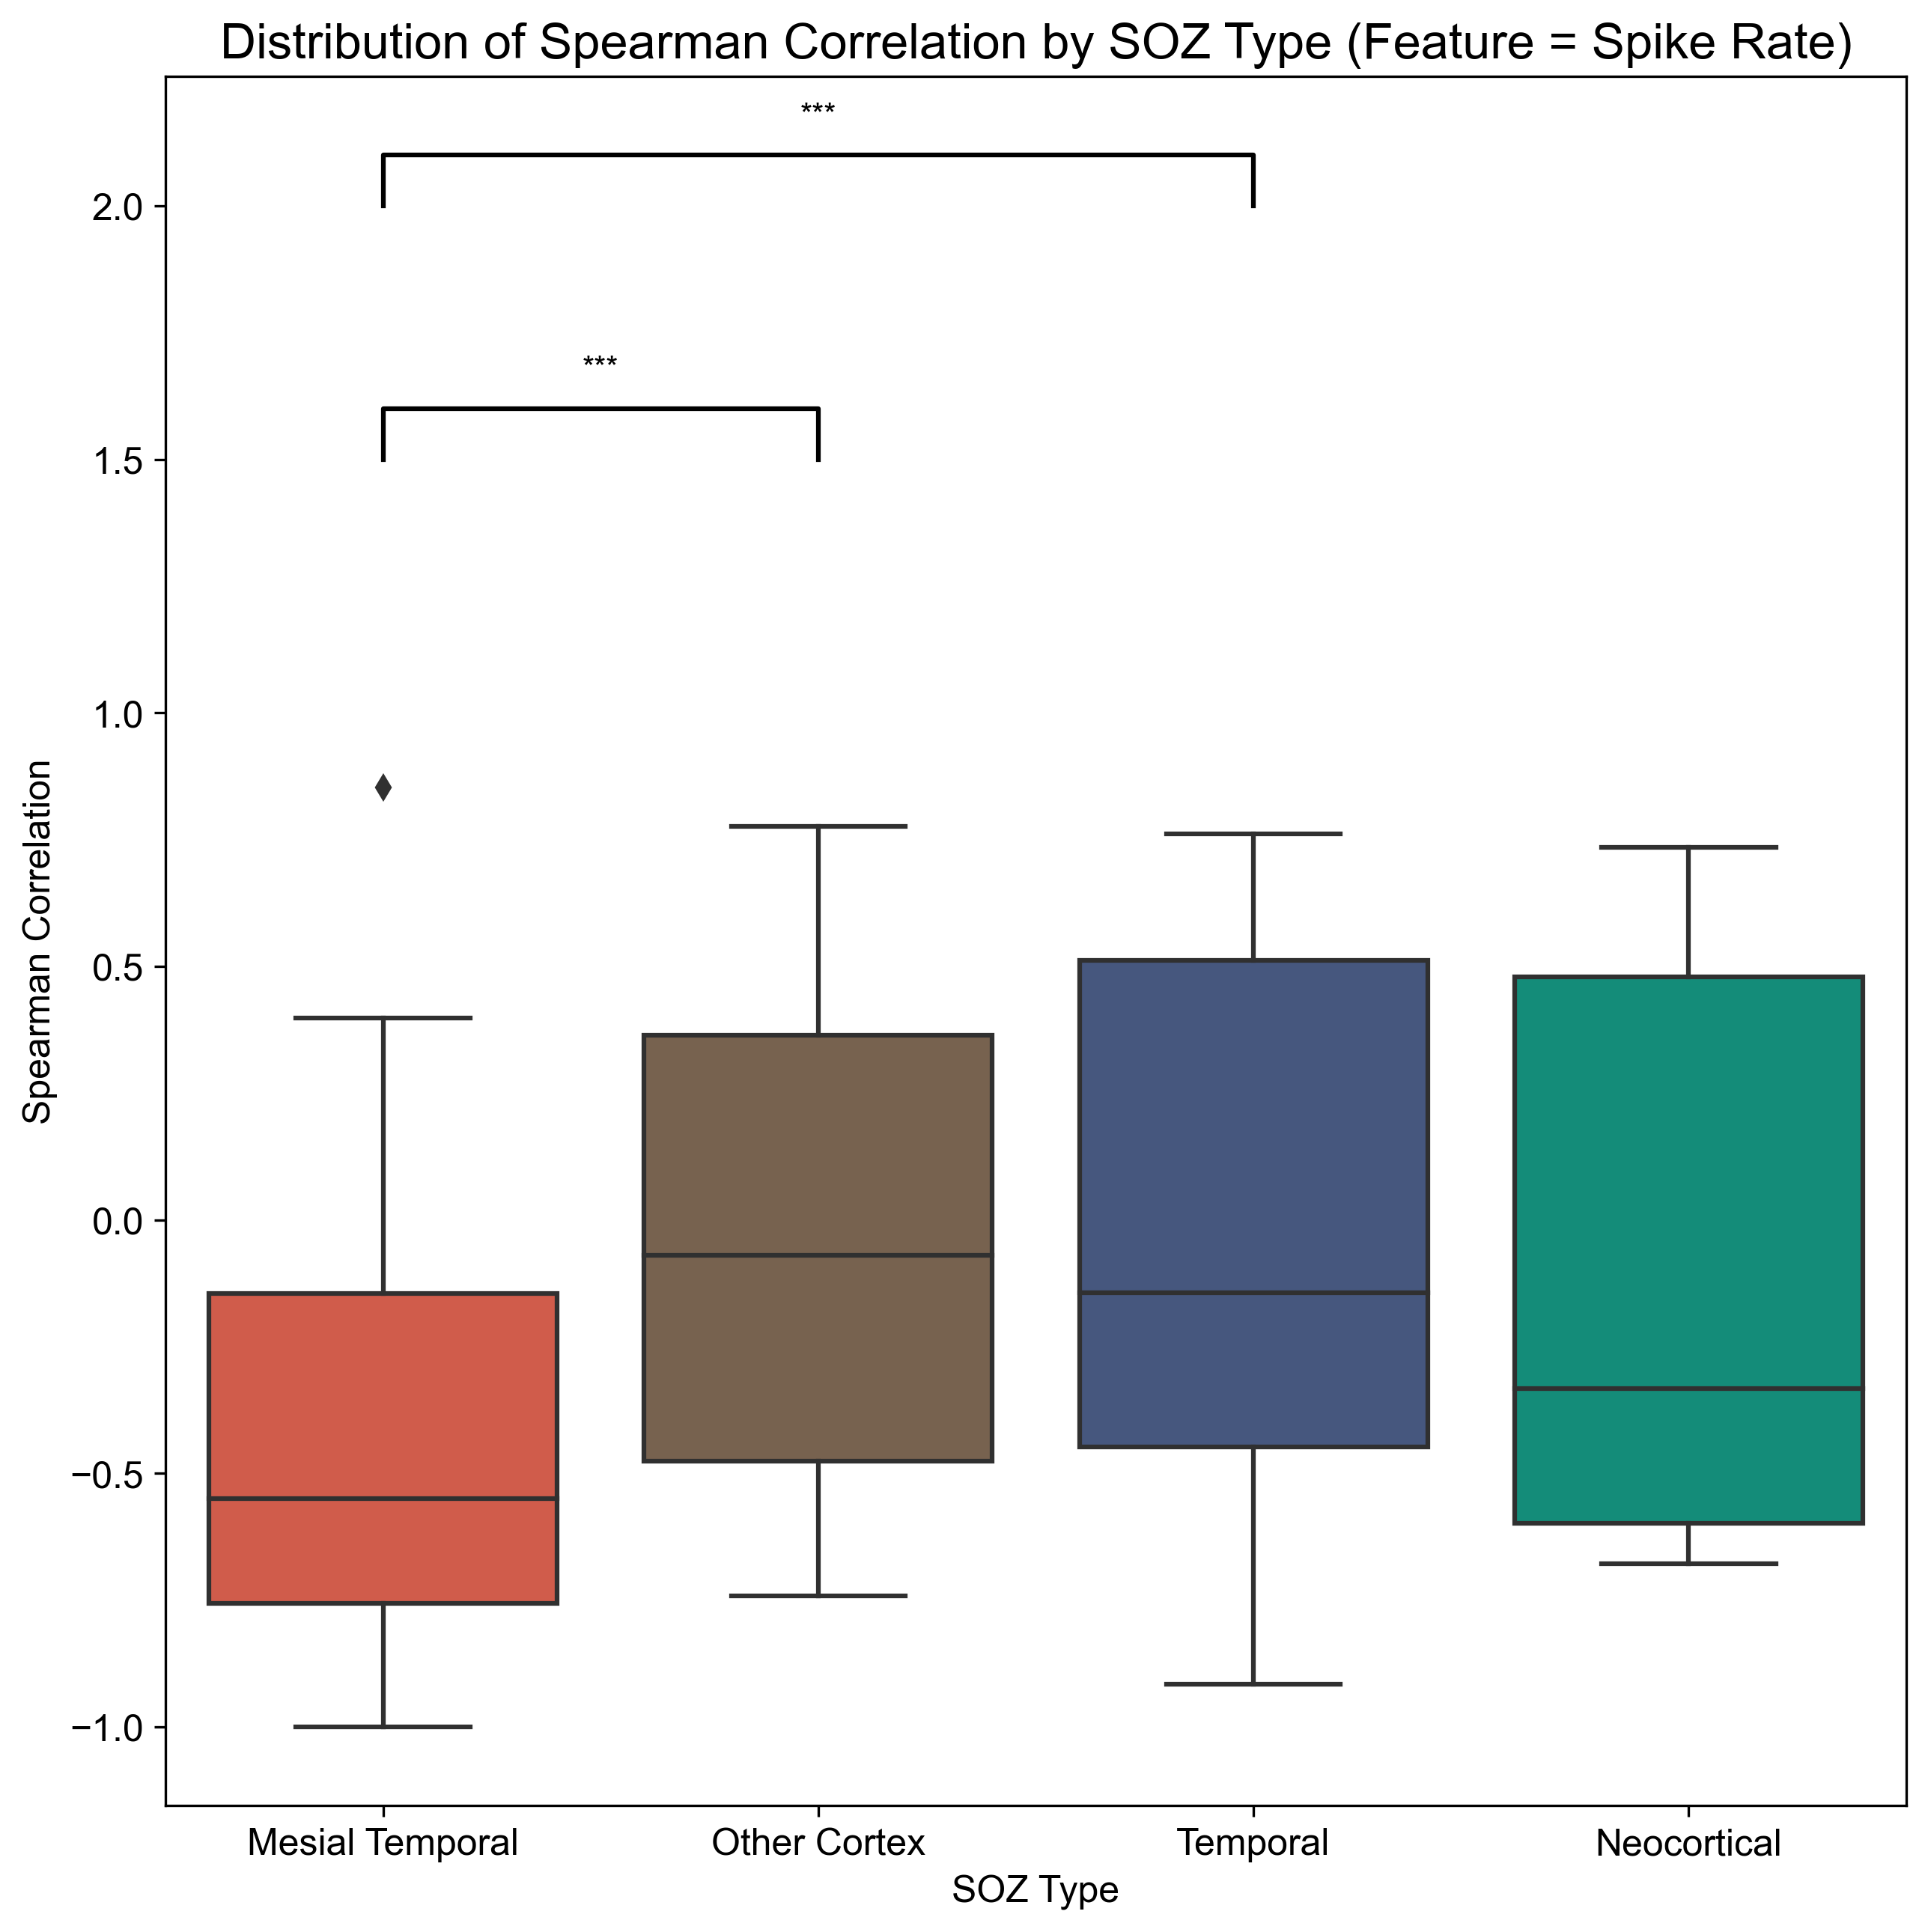 Distribution of Spearman Correlation by SOZ Type (Feature = Spike Rate)
***
***
2.0
1.5
1.0
0.5
0.0
−0.5
−1.0
Spearman Correlation
Mesial Temporal
Other Cortex
Temporal
Neocortical
SOZ Type